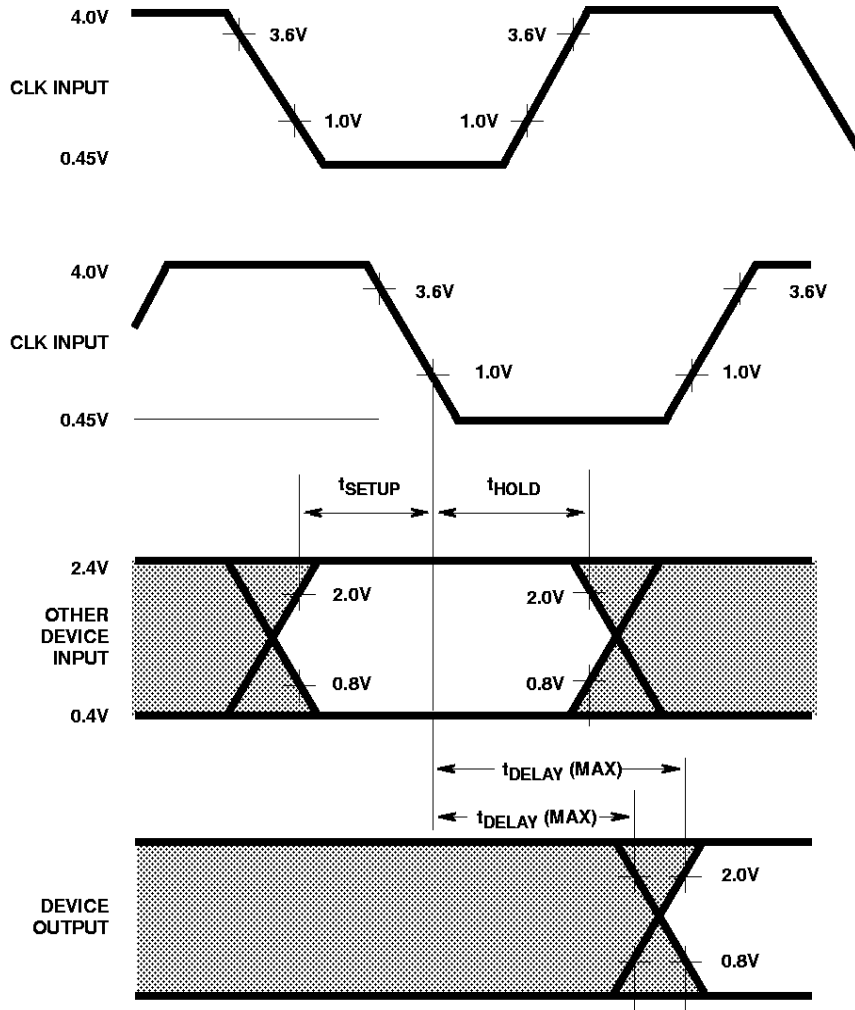 4.0V
3.6V 3.6V
CLK INPUT
1.0V 1.0V
0.45V
4.0V
3.6V 3.6V
CLK INPUT
1.0V 1.0V
0.45V
tSETUP tHOLD
2.4V
2.0V 2.0V
OTHER
DEVICE
INPUT
0.8V 0.8V
0.4V
tDELAY (MAX)
tDELAY (MAX)
2.0V
DEVICE
OUTPUT
0.8V